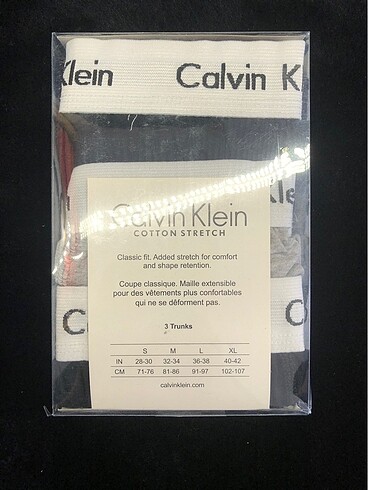 Klein Calvin K
Kle
Calvin Klein
COTTON STRETCH
Classic fit. Added stretch for comfort
and shape retention.
Coupe classique. Maille extensible
pour des vêtements plus confortables
qui ne se déforment pas.
C C
3 Trunks
S M L XL
IN 28-30 32-34 36-38 40-42
CM 71-76 81-86 91-97 102-107
calvinklein.com